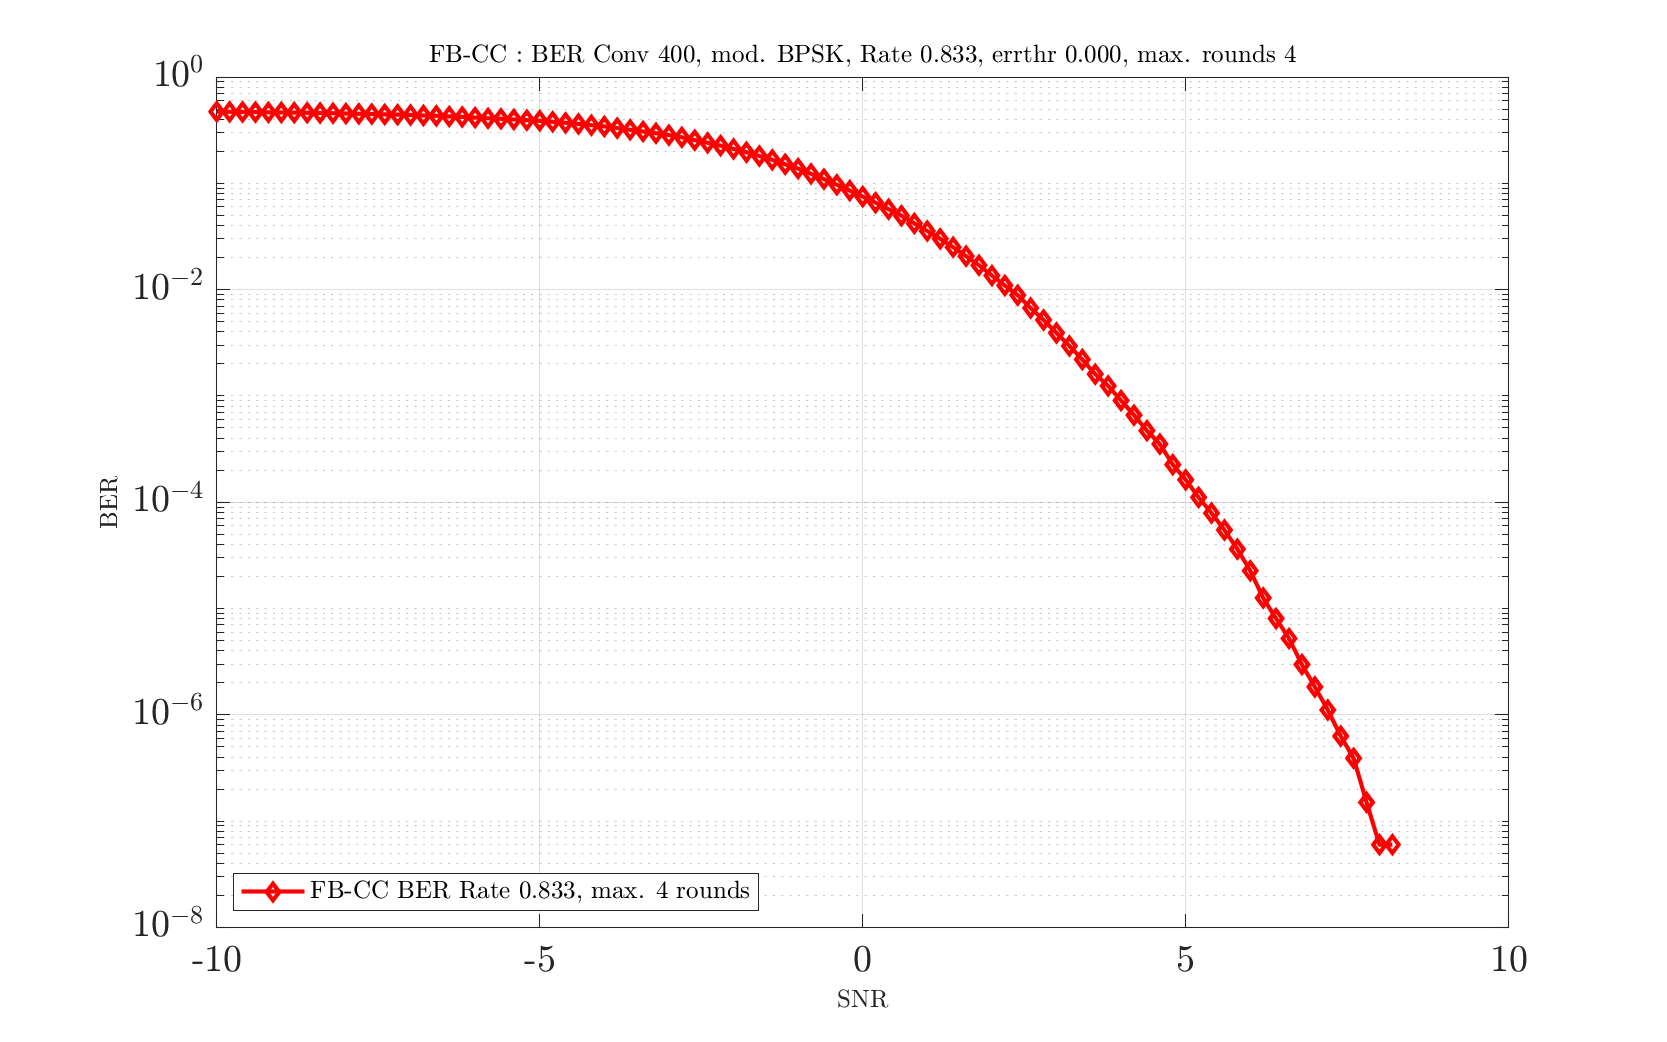 FB-CC : BER Conv 400, mod. BPSK, Rate 0.833, errthr 0.000, max. rounds 4
10^0
10^-2
10^-4
10^-6
10^-8
BER
FB-CC BER Rate 0.833, max. 4 rounds
-10 -5 0 5 10
SNR